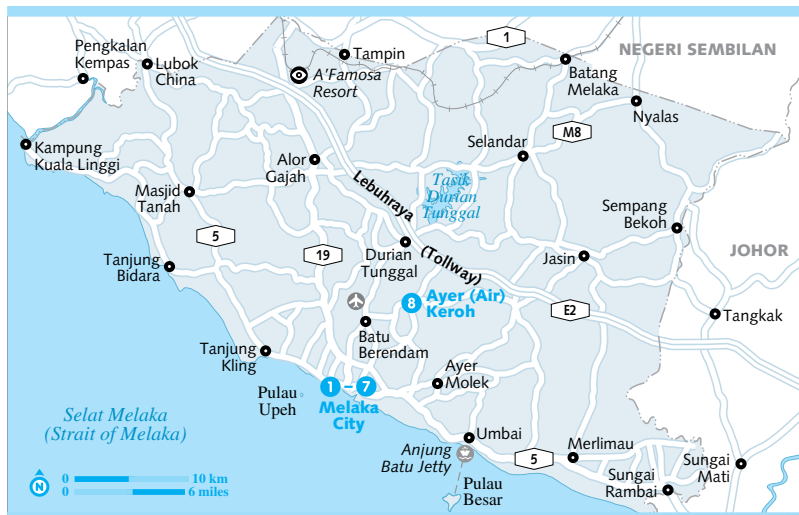 1
NEGERI SEMBILAN
Pengkalan
Kempas
Lubok
China
Tampin
A'Famosa
Resort
Batang
Melaka
Nyalas
M8
Kampung
Kuala Linggi
Alor
Gajah
Selandar
Masjid
Tanah
Lebuhraya
(Tollway)
Tasik
Durian
Tunggal
Sempang
Bekoh
5
19
Durian
Tunggal
Jasin
JOHOR
Tanjung
Bidara
8 Ayer (Air)
Keroh
E2
Tangkak
Batu
Berendam
Tanjung
Kling
Ayer
Molek
1 – 7
Melaka
City
Pulau
Upeh
Selat Melaka
(Strait of Melaka)
Umbai
Anjung
Batu Jetty
5
Merlimau
Sungai
Mati
Sungai
Rambai
Pulau
Besar
N
0 10 km
0 6 miles